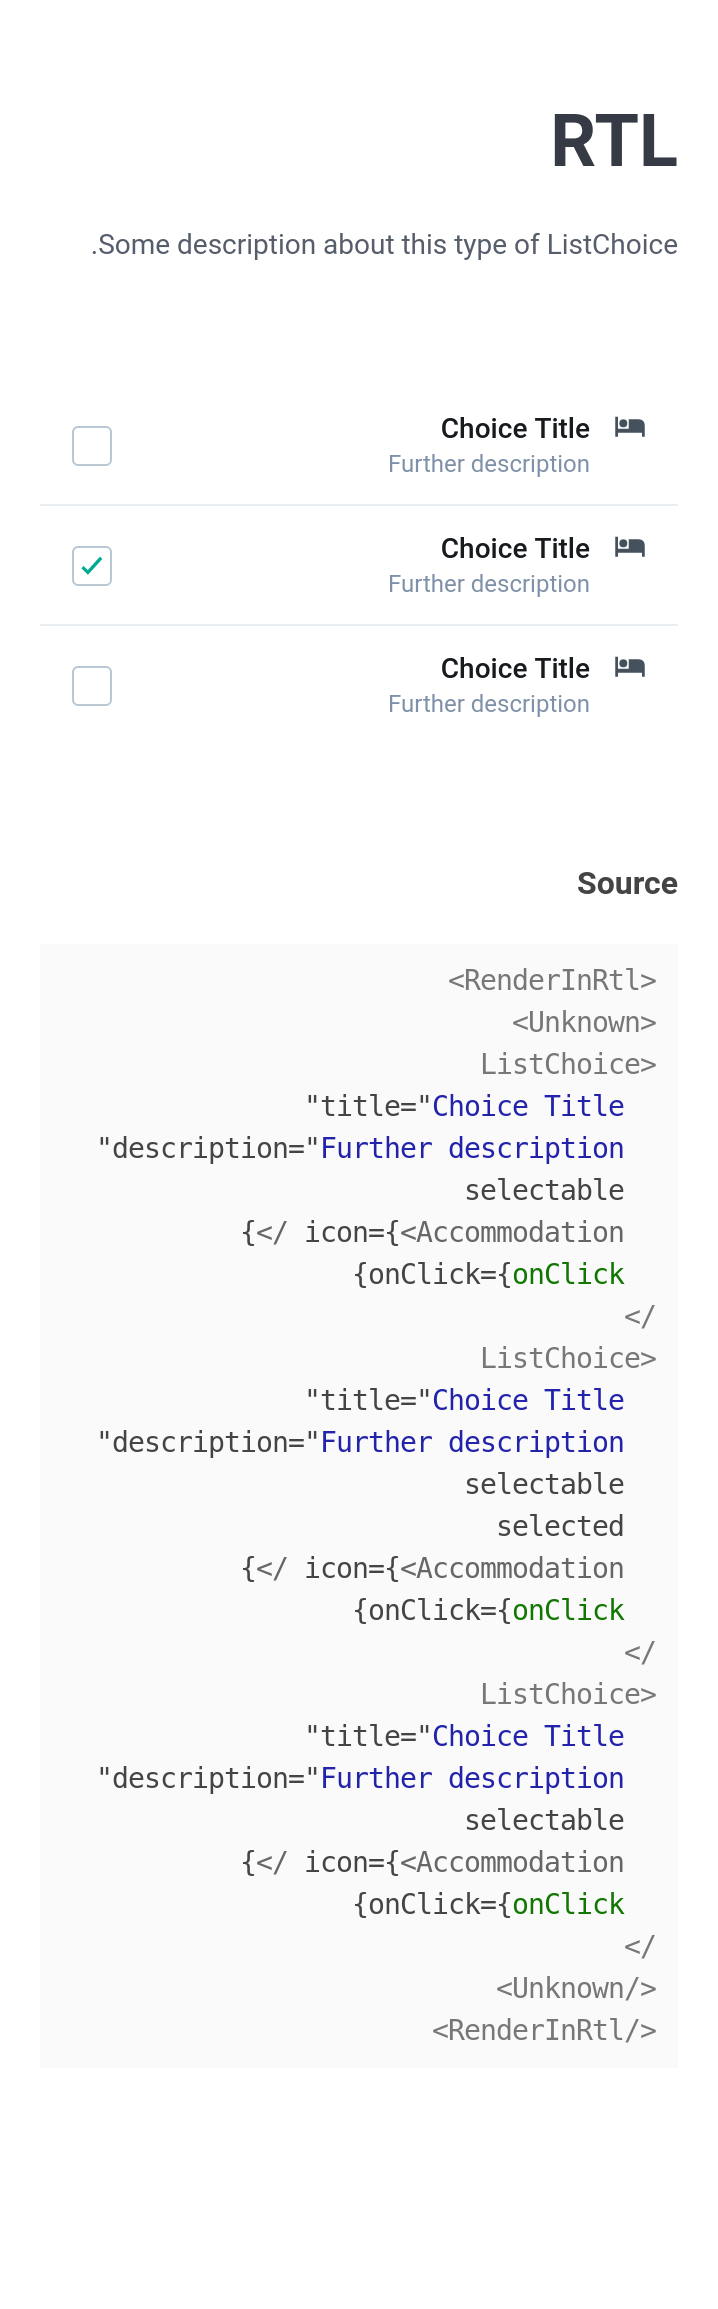 RTL
.Some description about this type of ListChoice
Choice Title
Further description
Choice Title
Further description
Choice Title
Further description
Source
<RenderInRtl>
<Unknown>
ListChoice>
"title="Choice Title
"description="Further description
selectable
{</ icon={<Accommodation
{onClick={onClick
</
ListChoice>
"title="Choice Title
"description="Further description
selectable
selected
{</ icon={<Accommodation
{onClick={onClick
</
ListChoice>
"title="Choice Title
"description="Further description
selectable
{</ icon={<Accommodation
{onClick={onClick
</
<Unknown/>
<RenderInRtl/>